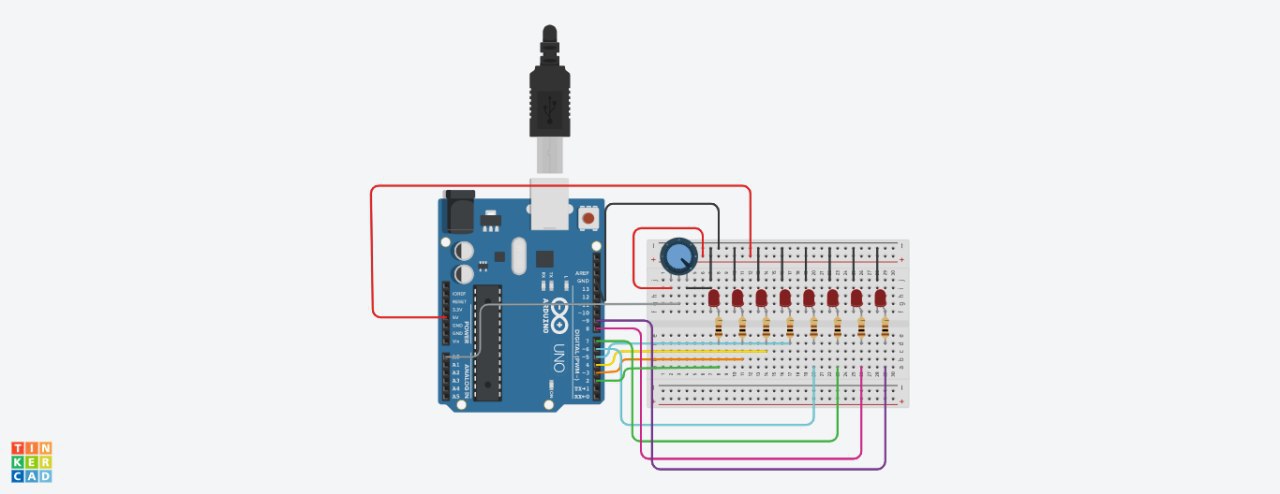 AREF
GND
13
12
~11
~10
~9
8
7
~6
~5
4
~3
2
TX→1
RX←0
DIGITAL (PWM~)
IOREF
RESET
3.3V
5V
GND
GND
Vin
POWER
A0
A1
A2
A3
A4
A5
ANALOG IN
TX
RX
L
ON
ARDUINO
UNO
TIN
KER
CAD